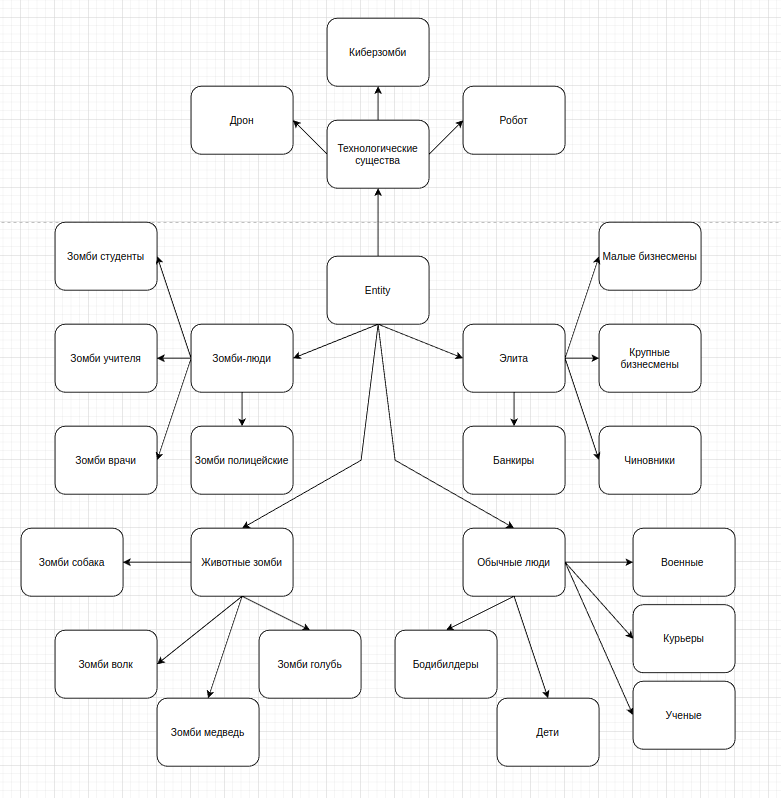 Киберзомби
Дрон
Технологические
существа
Робот
Зомби студенты
Entity
Малые бизнесмены
Зомби учителя
Зомби-люди
Элита
Крупные
бизнесмены
Зомби врачи
Зомби полицейские
Банкиры
Чиновники
Зомби собака
Животные зомби
Обычные люди
Военные
Курьеры
Зомби волк
Зомби голубь
Бодибилдеры
Ученые
Зомби медведь
Дети